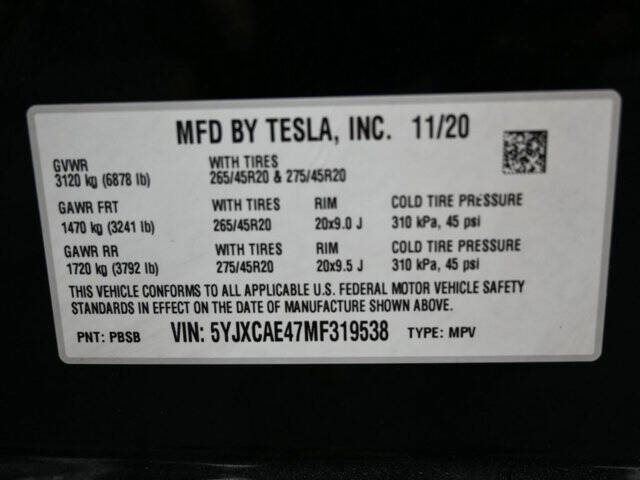 MFD BY TESLA, INC. 11/20
GVWR WITH TIRES
3120 kg (6878 lb) 265/45R20 & 275/45R20
GAWR FRT WITH TIRES RIM COLD TIRE PRESSURE
1470 kg (3241 lb) 265/45R20 20x9.0 J 310 kPa, 45 psi
GAWR RR WITH TIRES RIM COLD TIRE PRESSURE
1720 kg (3792 lb) 275/45R20 20x9.5 J 310 kPa, 45 psi
THIS VEHICLE CONFORMS TO ALL APPLICABLE U.S. FEDERAL MOTOR VEHICLE SAFETY
STANDARDS IN EFFECT ON THE DATE OF MANUFACTURE SHOWN ABOVE.
PNT: PBSB VIN: 5YJXCAE47MF319538 TYPE: MPV